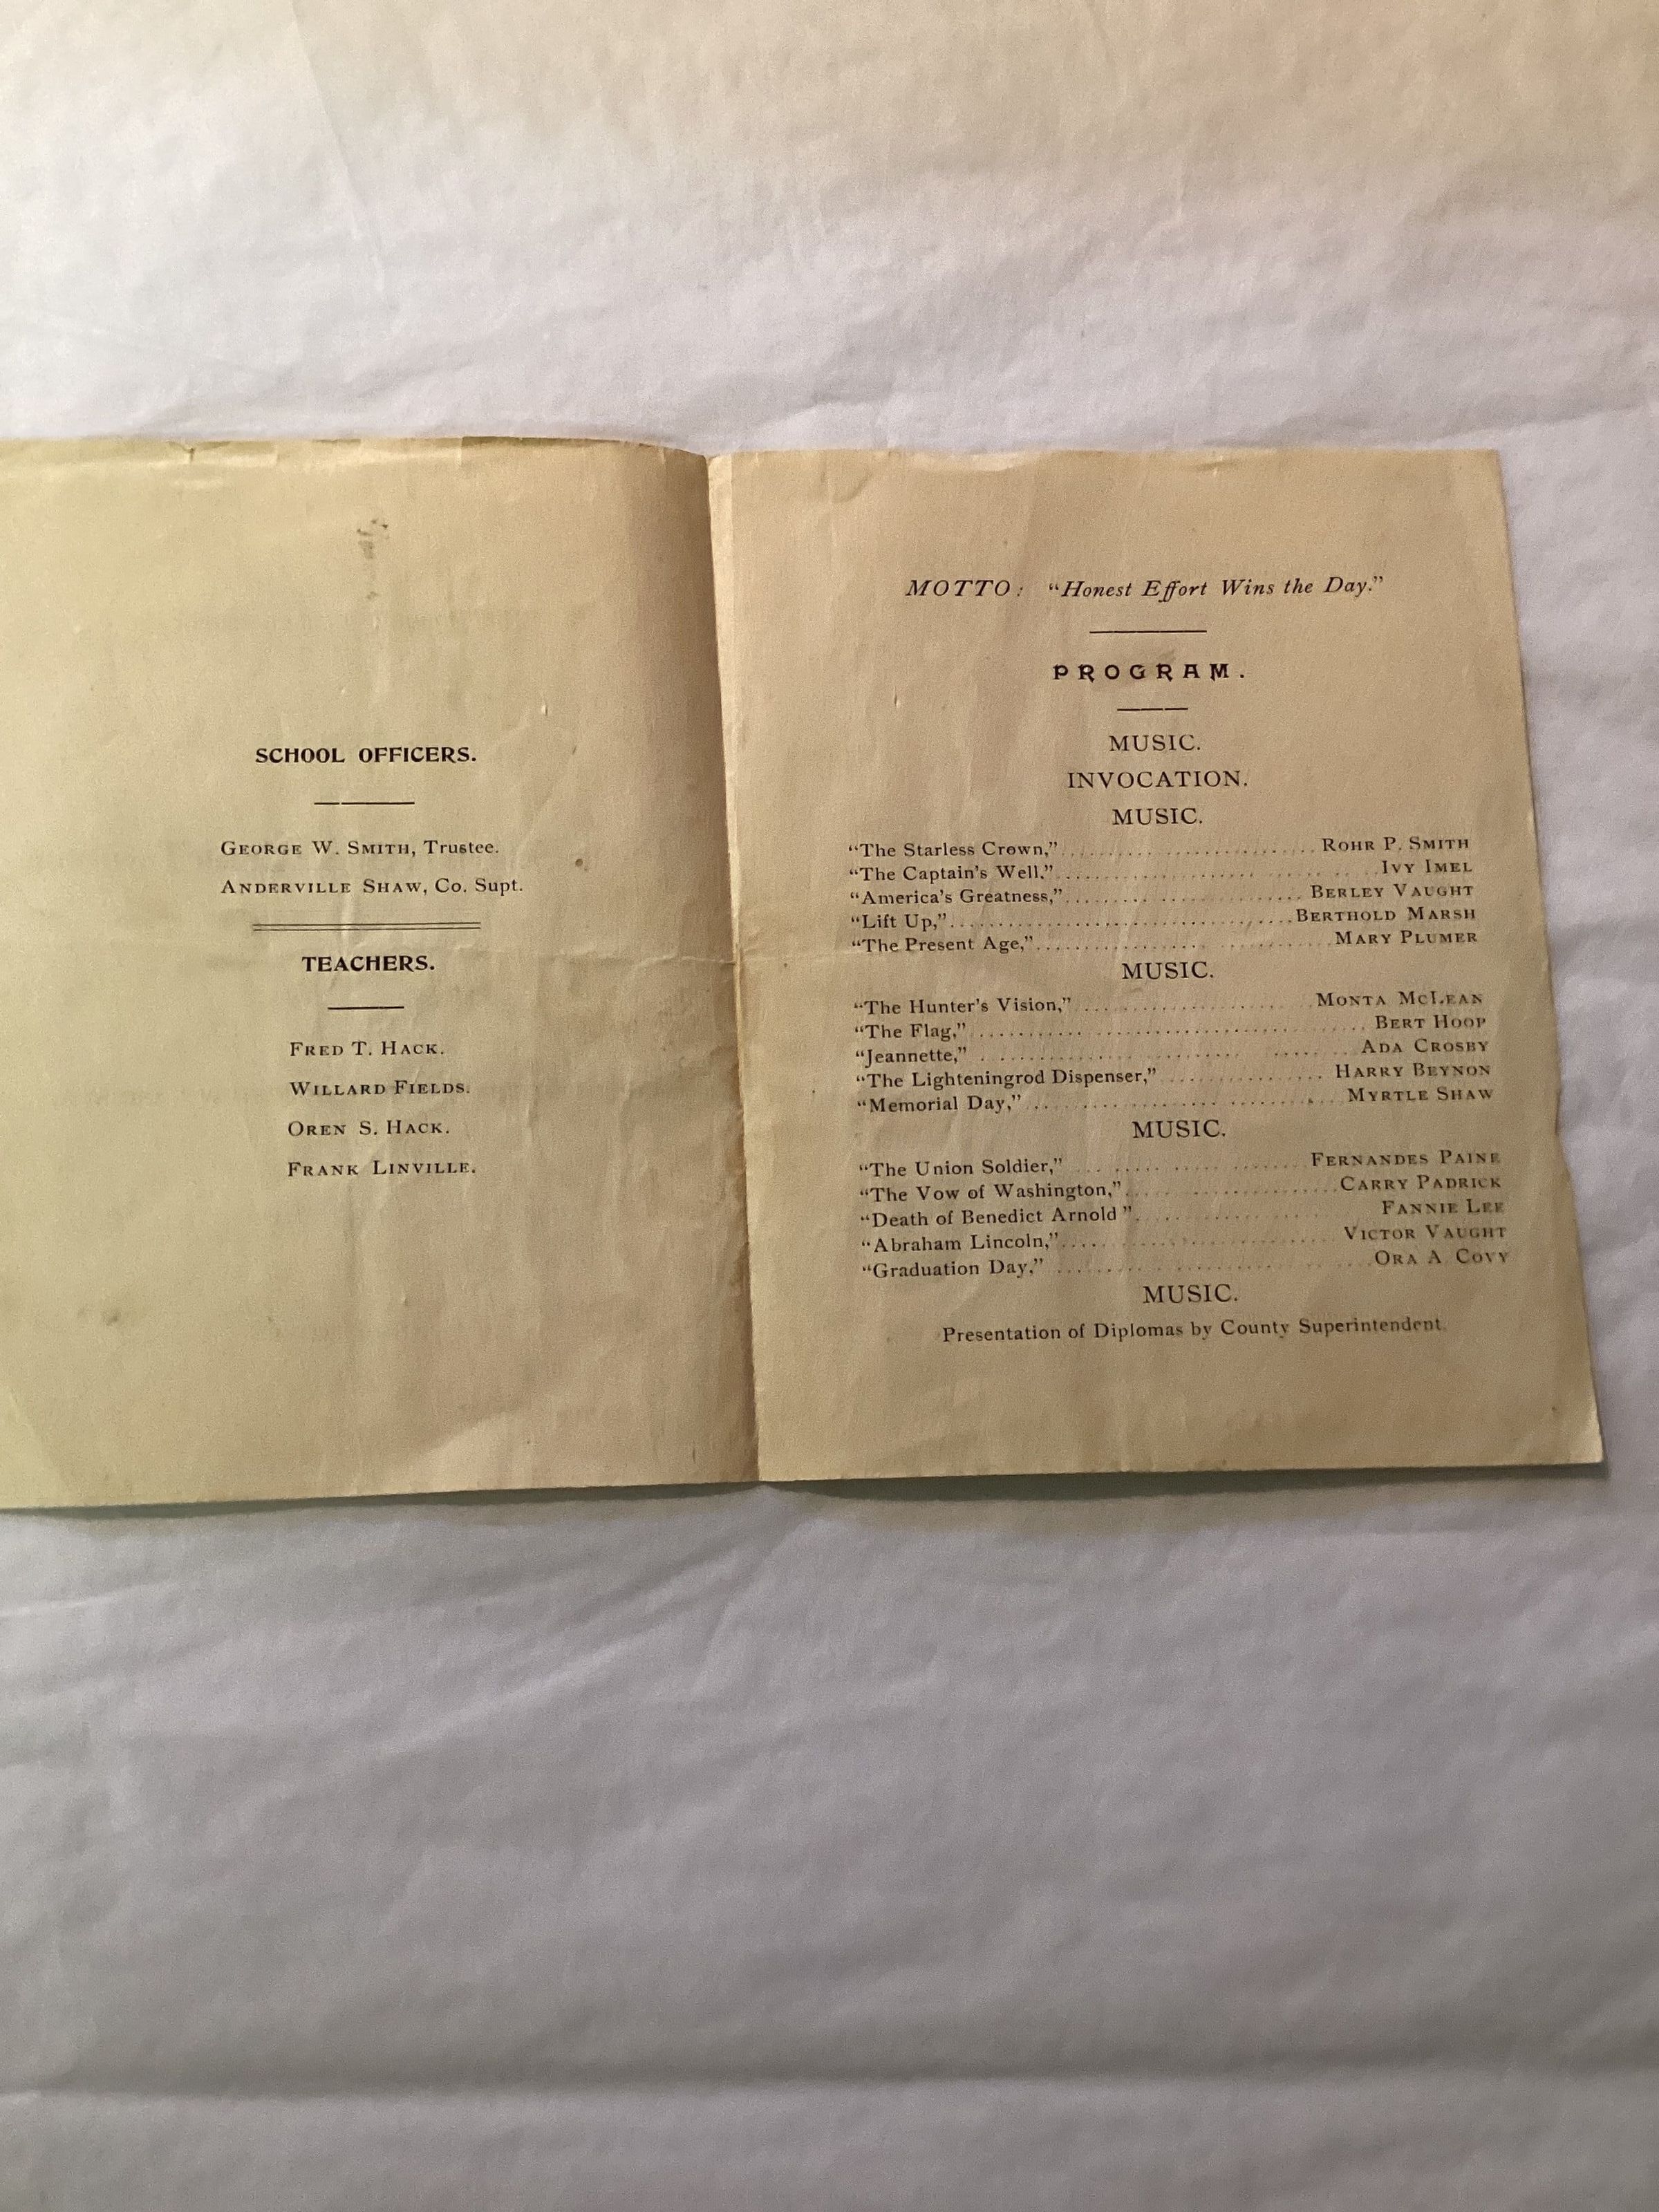 SCHOOL OFFICERS.
GEORGE W. SMITH, Trustee.
ANDERVILLE SHAW, Co. Supt.
TEACHERS.
FRED T. HACK.
WILLARD FIELDS.
OREN S. HACK.
FRANK LINVILLE.
MOTTO: “Honest Effort Wins the Day.”
PROGRAM.
MUSIC.
INVOCATION.
MUSIC.
“The Starless Crown,” ROHR P. SMITH
“The Captain's Well,” IVY IMEL
“America's Greatness,” BERLEY VAUGHT
“Lift Up,” BERTHOLD MARSH
“The Present Age,” MARY PLUMER
MUSIC.
“The Hunter's Vision,” MONTA MCLEAN
“The Flag,” BERT HOOP
“Jeannette,” ADA CROSBY
“The Lighteningrod Dispenser,” HARRY BEYNON
“Memorial Day,” MYRTLE SHAW
MUSIC.
“The Union Soldier,” FERNANDES PAINE
“The Vow of Washington,” CARRY PADRICK
“Death of Benedict Arnold” FANNIE LEE
“Abraham Lincoln,” VICTOR VAUGHT
“Graduation Day,” ORA A. COVY
MUSIC.
Presentation of Diplomas by County Superintendent.